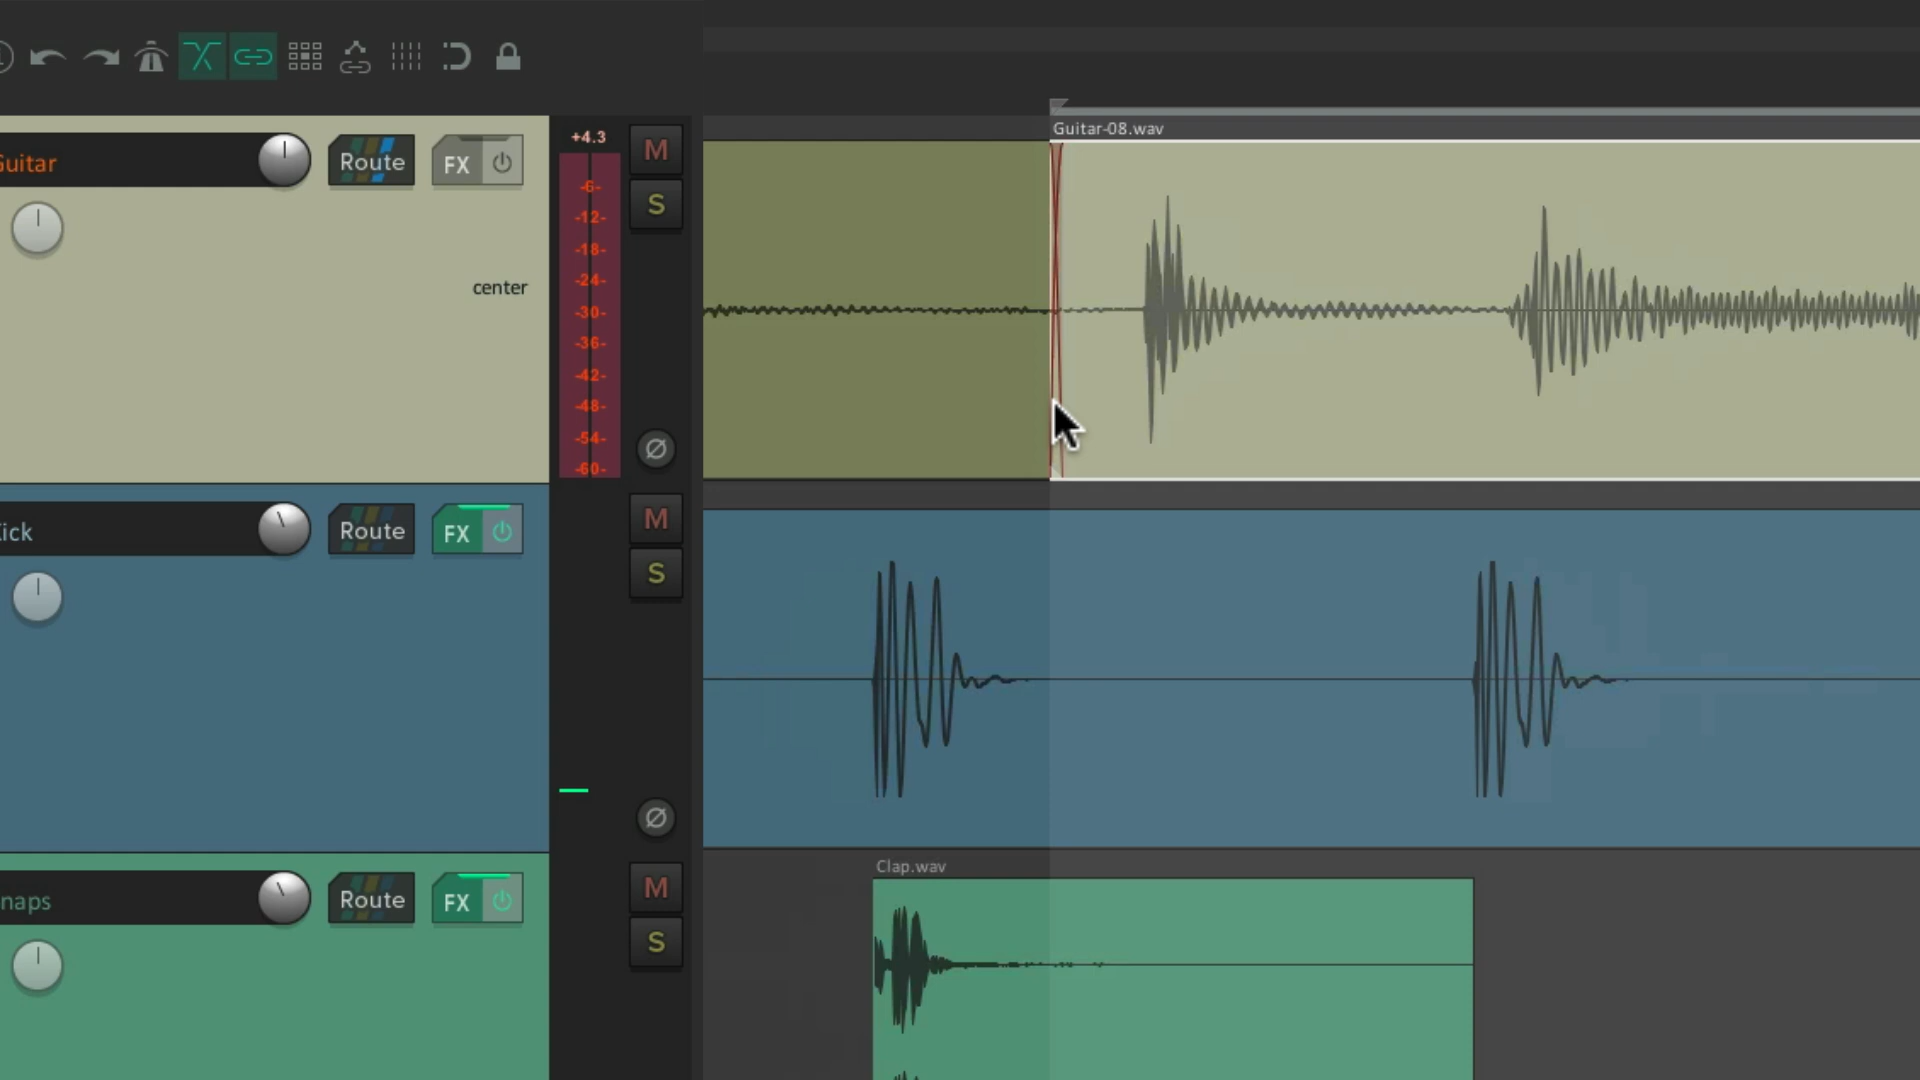 Guitar
Route
FX
+4.3
M
S
-6-
-12-
-18-
-24-
-30-
-36-
-42-
-48-
-54-
-60-
center
Guitar-08.wav
ick
Route
FX
M
S
naps
Route
FX
M
S
Clap.wav